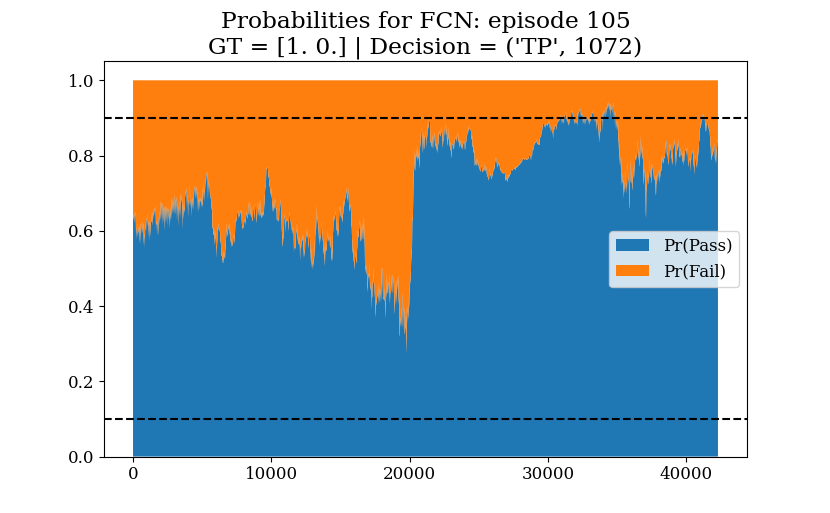 Probabilities for FCN: episode 105
GT = [1. 0.] | Decision = ('TP', 1072)
1.0
0.8
0.6
0.4
0.2
0.0
Pr(Pass)
Pr(Fail)
0
10000
20000
30000
40000